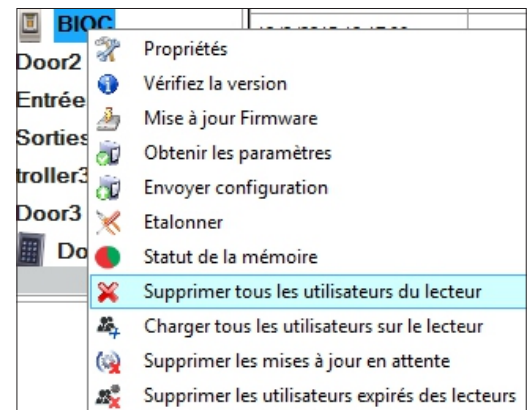 BIOC
Door2
Entrée
Sorties
troller3
Door3
Do
Propriétés
Vérifiez la version
Mise à jour Firmware
Obtenir les paramètres
Envoyer configuration
Etalonner
Statut de la mémoire
Supprimer tous les utilisateurs du lecteur
Charger tous les utilisateurs sur le lecteur
Supprimer les mises à jour en attente
Supprimer les utilisateurs expirés des lecteurs